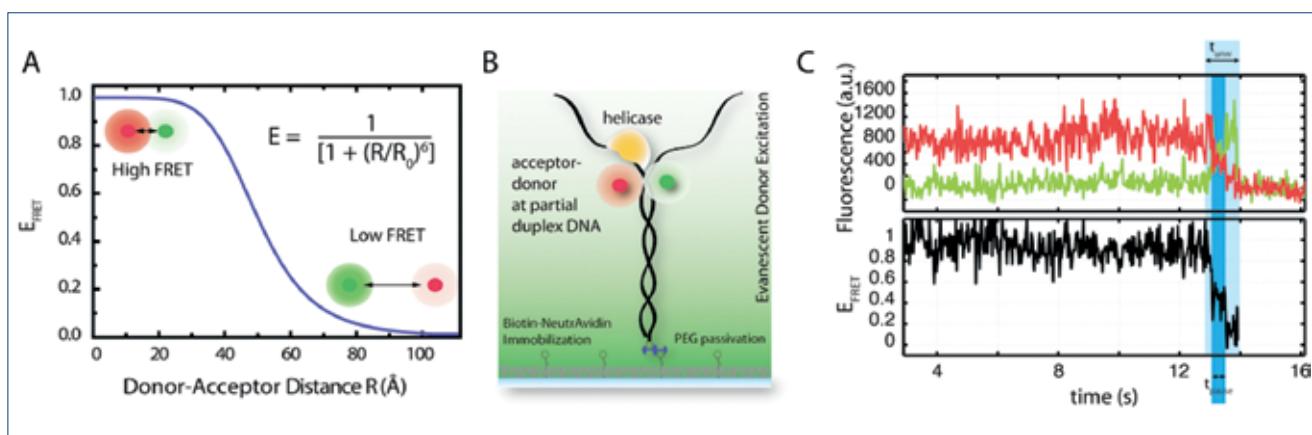 A
1.0
0.8
0.6
0.4
0.2
0.0
E_FRET
High FRET
E = 1 / [1 + (R/R_0)^6]
Low FRET
0 20 40 60 80 100
Donor-Acceptor Distance R (Å)
B
helicase
acceptor-
donor
at partial
duplex DNA
Evanescent Donor Excitation
Biotin-NeutrAvidin
Immobilization
PEG passivation
C
Fluorescence (a.u.)
1600
1200
800
400
0
E_FRET
1
0.8
0.6
0.4
0.2
0
4 8 12 16
time (s)